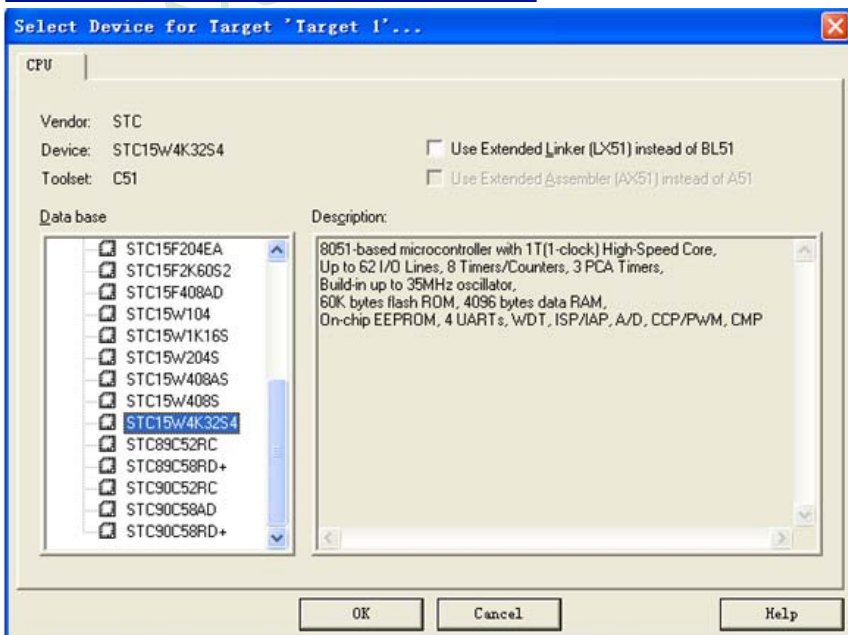 Select Device for Target 'Target 1'...
CPU
Vendor: STC
Device: STC15W4K32S4
Toolset: C51
Use Extended Linker (LX51) instead of BL51
Use Extended Assembler (AX51) instead of A51
Data base
STC15F204EA
STC15F2K60S2
STC15F408AD
STC15W104
STC15W1K16S
STC15W204S
STC15W408AS
STC15W408S
STC15W4K32S4
STC89C52RC
STC89C58RD+
STC90C52RC
STC90C58AD
STC90C58RD+
Description:
8051-based microcontroller with 1T(1-clock) High-Speed Core,
Up to 62 I/O Lines, 8 Timers/Counters, 3 PCA Timers,
Build-in up to 35MHz oscillator,
60K bytes flash ROM, 4096 bytes data RAM,
On-chip EEPROM, 4 UARTs, WDT, ISP/IAP, A/D, CCP/PWM, CMP
OK
Cancel
Help